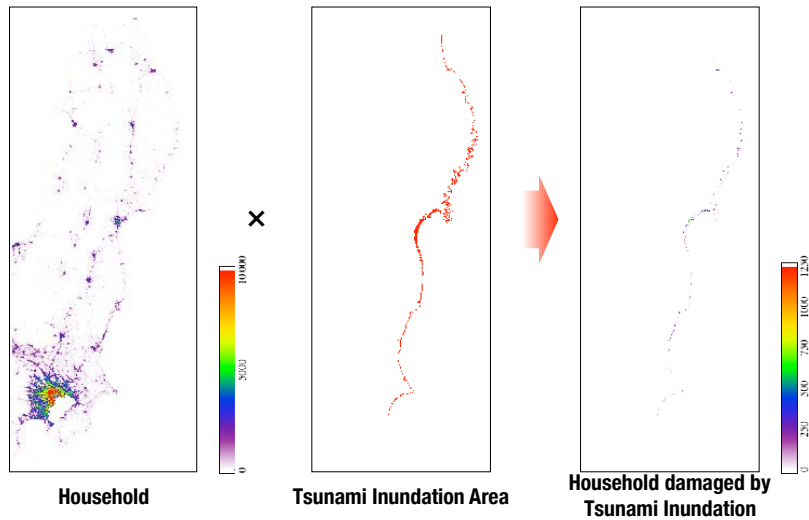 ×
10000
5000
0
1250
1000
750
500
250
0
Household
Tsunami Inundation Area
Household damaged by
Tsunami Inundation